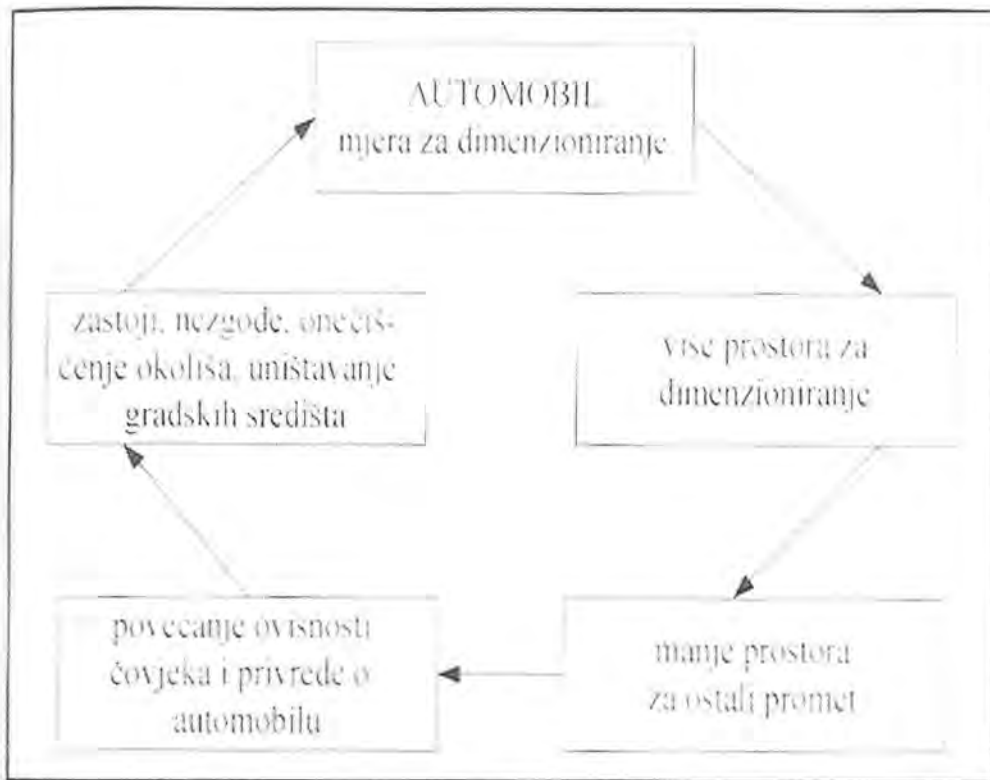 AUTOMOBIL
mjera za dimenzioniranje
zastoji, nezgode, onečiš-
ćenje okoliša, uništavanje
gradskih središta
više prostora za
dimenzioniranje
povećanje ovisnosti
čovjeka i privrede o
automobilu
manje prostora
za ostali promet